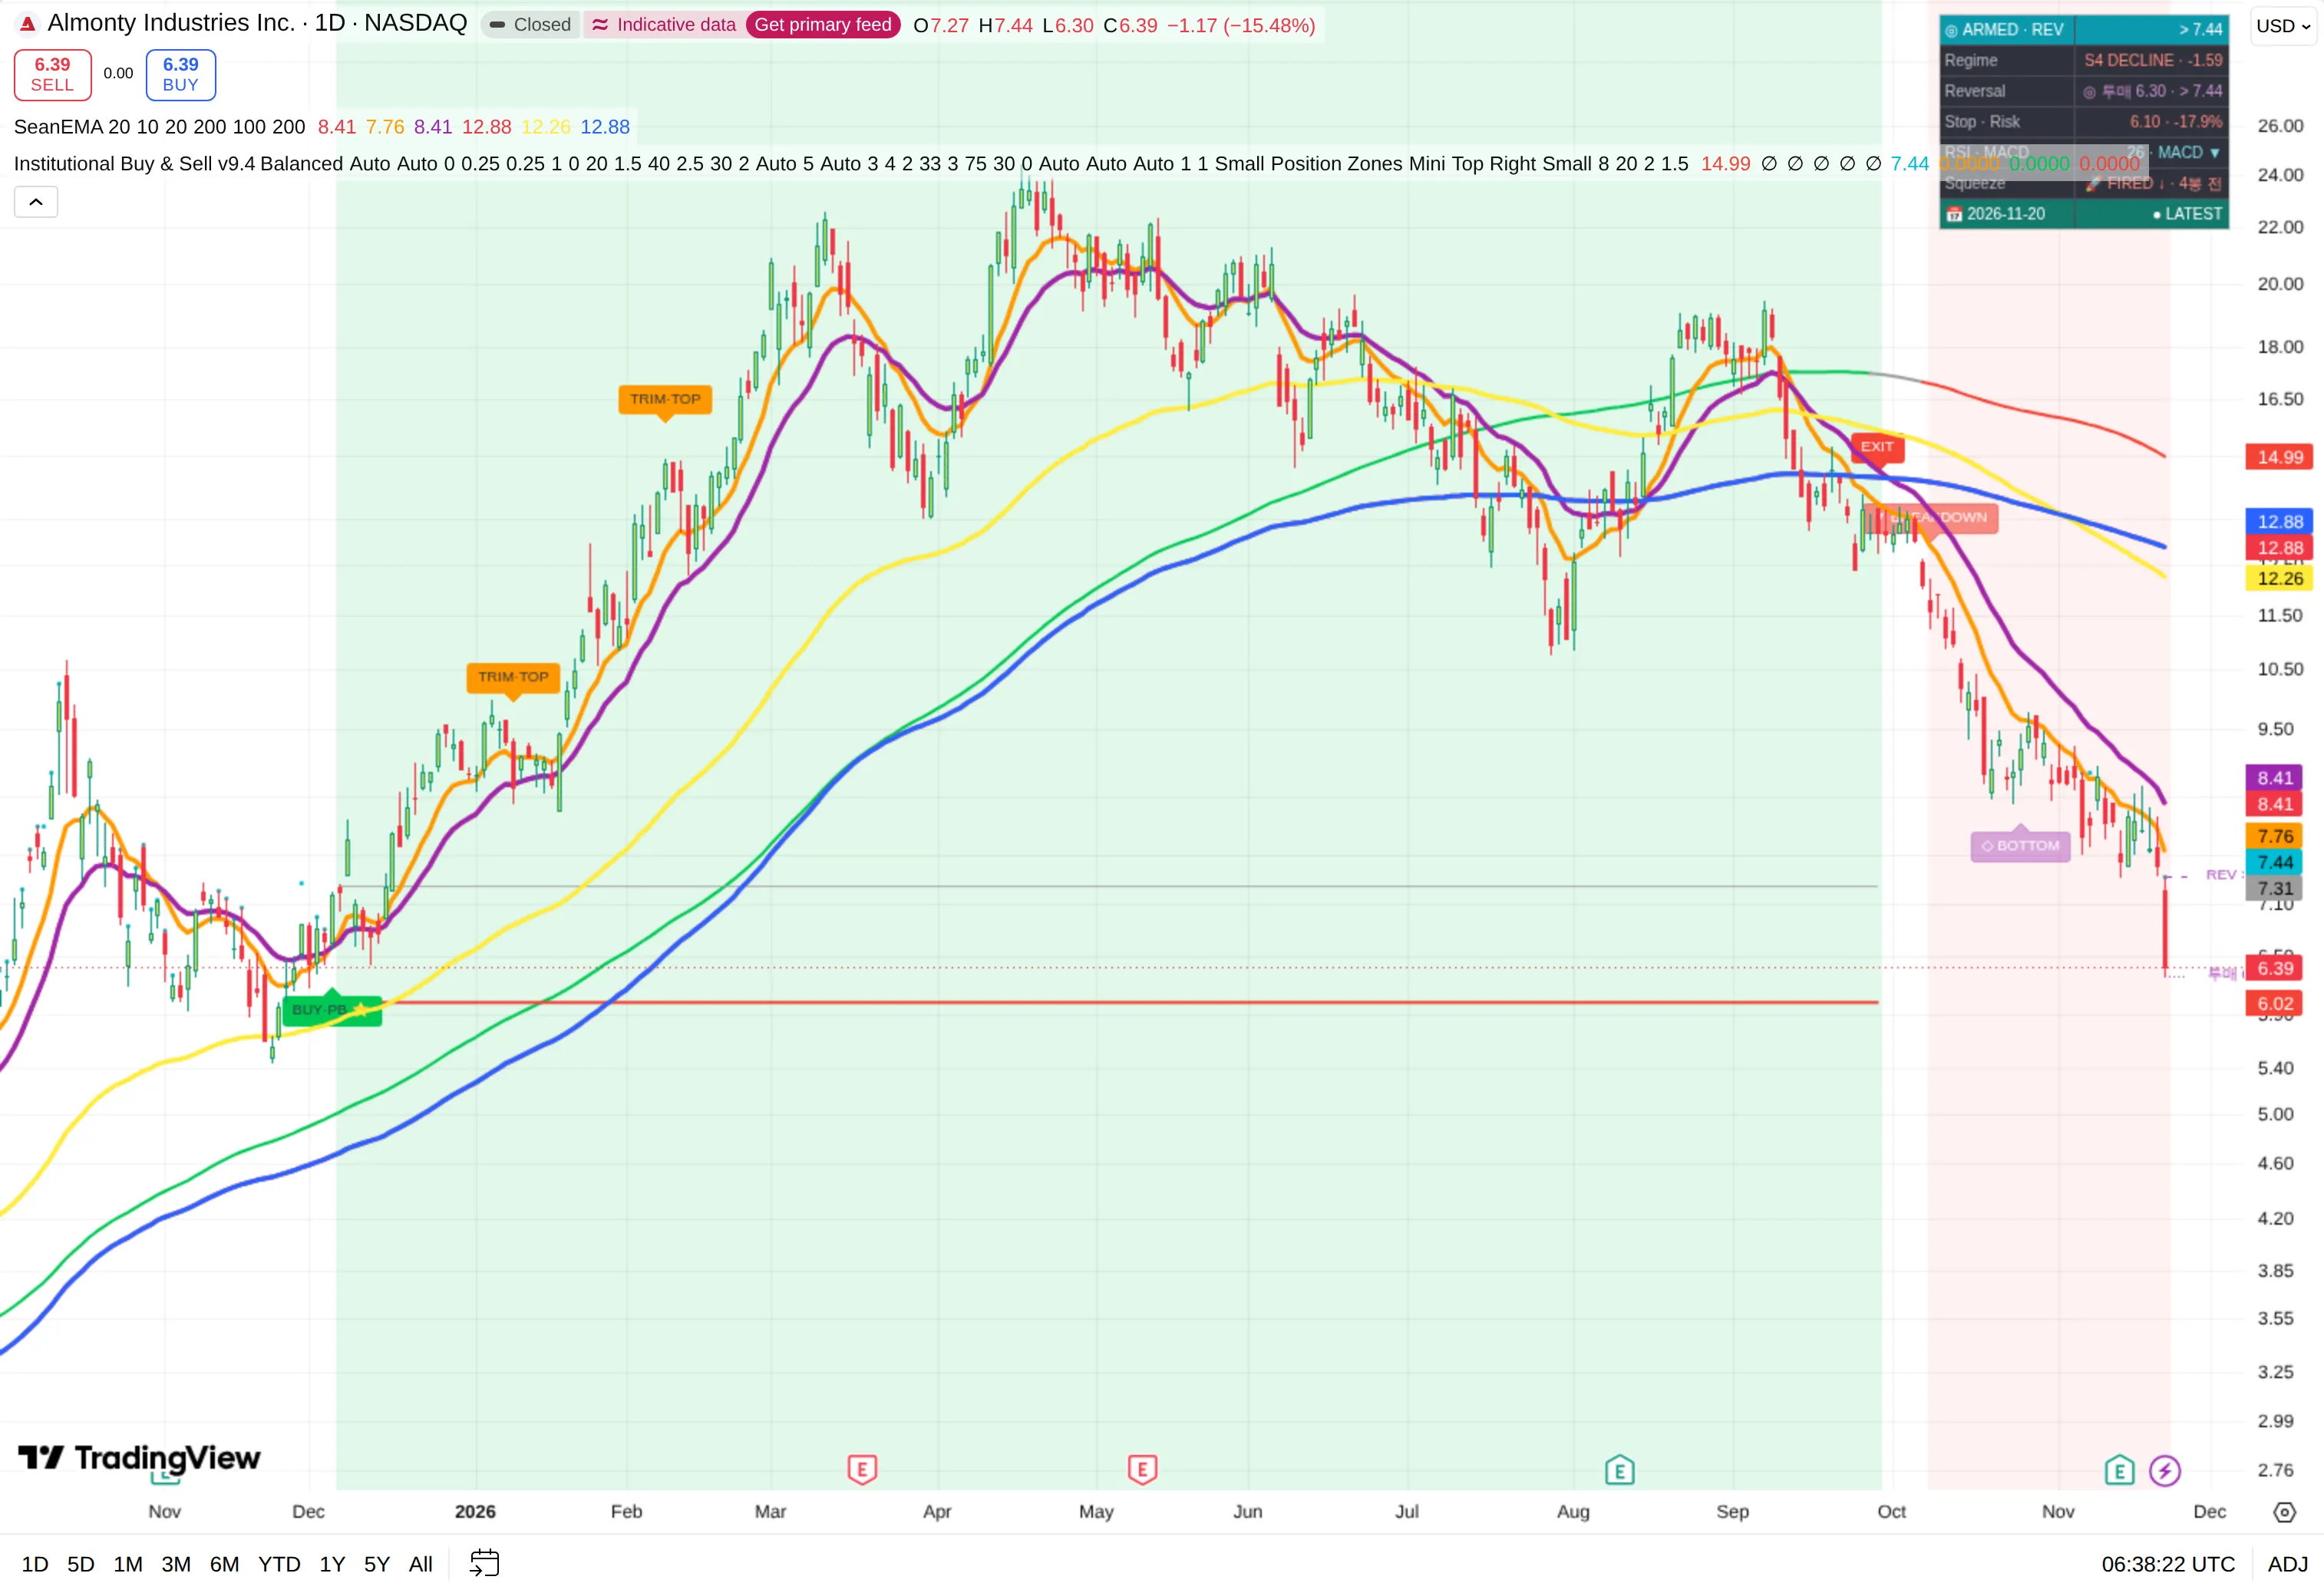 Almonty Industries Inc. · 1D · NASDAQ Closed Indicative data Get primary feed O7.27 H7.44 L6.30 C6.39 −1.17 (−15.48%)
6.39 SELL 0.00 6.39 BUY
SeanEMA 20 10 20 200 100 200 8.41 7.76 8.41 12.88 12.26 12.88
Institutional Buy & Sell v9.4 Balanced Auto Auto 0 0.25 0.25 1 0 20 1.5 40 2.5 30 2 Auto 5 Auto 3 4 2 33 3 75 30 0 Auto Auto Auto 1 1 Small Position Zones Mini Top Right Small 8 20 2 1.5 14.99 ∅ ∅ ∅ ∅ ∅ 7.44 0.0000 0.0000 0.0000
◎ ARMED · REV > 7.44
Regime S4 DECLINE · -1.59
Reversal ◎ 투매 6.30 · > 7.44
Stop · Risk 6.10 · -17.9%
RSI · MACD 26 · MACD ▼
Squeeze FIRED ↓ · 4봉 전
2026-11-20 ● LATEST
USD
26.00
24.00
22.00
20.00
18.00
16.50
14.99
12.88
12.88
12.26
11.50
10.50
9.50
8.41
8.41
7.76
7.44
7.31
7.10
6.39
6.02
5.40
5.00
4.60
4.20
3.85
3.55
3.25
2.99
2.76
TRIM-TOP
TRIM-TOP
EXIT
BUY-PB
◇ BOTTOM
REV
투매
TradingView
E E E E E
Nov Dec 2026 Feb Mar Apr May Jun Jul Aug Sep Oct Nov Dec
1D 5D 1M 3M 6M YTD 1Y 5Y All 06:38:22 UTC ADJ